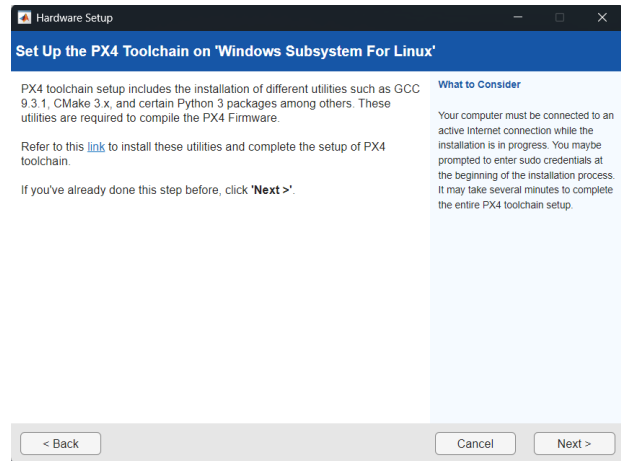 Hardware Setup
Set Up the PX4 Toolchain on 'Windows Subsystem For Linux'
PX4 toolchain setup includes the installation of different utilities such as GCC
9.3.1, CMake 3.x, and certain Python 3 packages among others. These
utilities are required to compile the PX4 Firmware.
Refer to this link to install these utilities and complete the setup of PX4
toolchain.
If you've already done this step before, click 'Next >'.
What to Consider
Your computer must be connected to an
active Internet connection while the
installation is in progress. You maybe
prompted to enter sudo credentials at
the beginning of the installation process.
It may take several minutes to complete
the entire PX4 toolchain setup.
< Back
Cancel
Next >